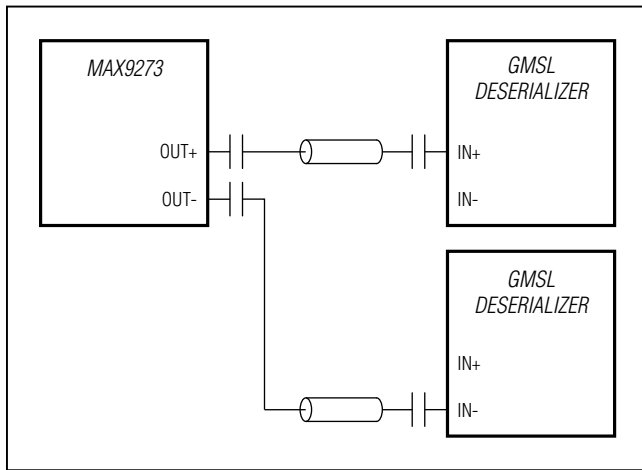 MAX9273
OUT+
OUT-
GMSL
DESERIALIZER
IN+
IN-
GMSL
DESERIALIZER
IN+
IN-